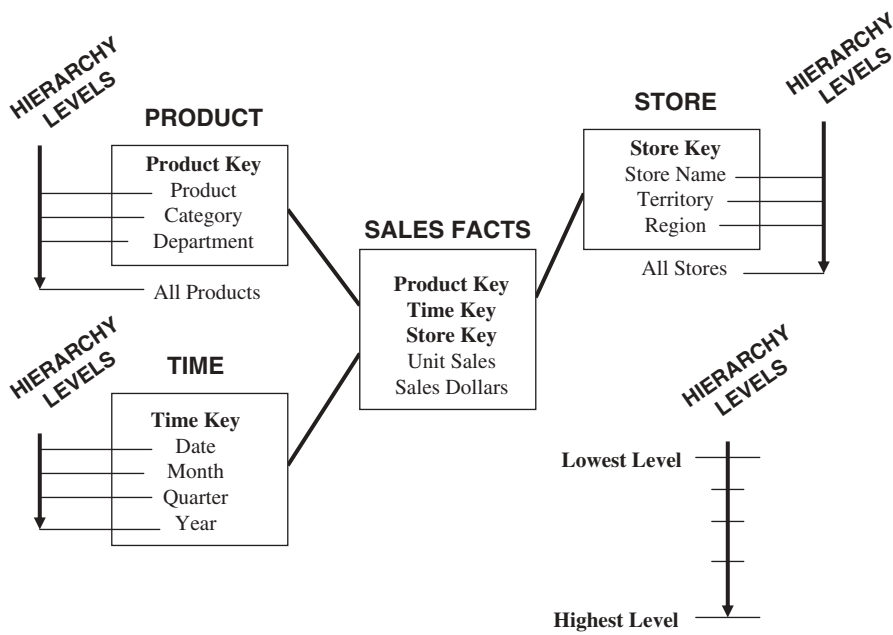 HIERARCHY
LEVELS
PRODUCT
Product Key
Product
Category
Department
All Products
HIERARCHY
LEVELS
TIME
Time Key
Date
Month
Quarter
Year
SALES FACTS
Product Key
Time Key
Store Key
Unit Sales
Sales Dollars
STORE
Store Key
Store Name
Territory
Region
All Stores
HIERARCHY
LEVELS
HIERARCHY
LEVELS
Lowest Level
Highest Level